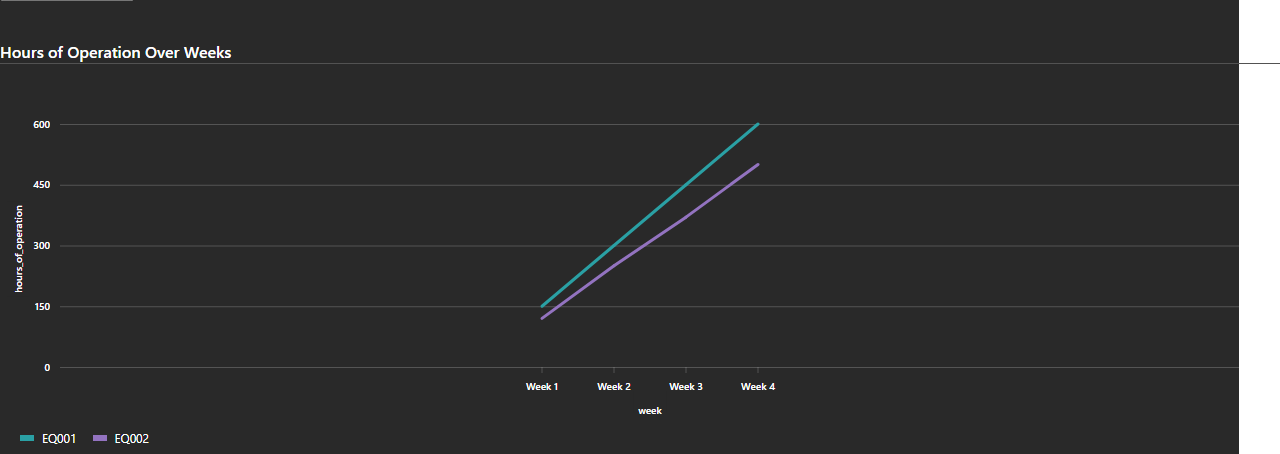 Hours of Operation Over Weeks
600
450
300
150
0
hours_of_operation
Week 1 Week 2 Week 3 Week 4
week
EQ001 EQ002